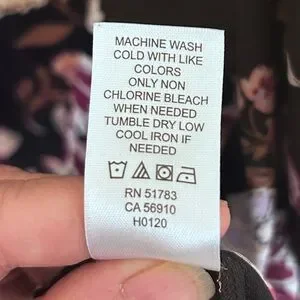 MACHINE WASH
COLD WITH LIKE
COLORS
ONLY NON
CHLORINE BLEACH
WHEN NEEDED
TUMBLE DRY LOW
COOL IRON IF
NEEDED
RN 51783
CA 56910
H0120